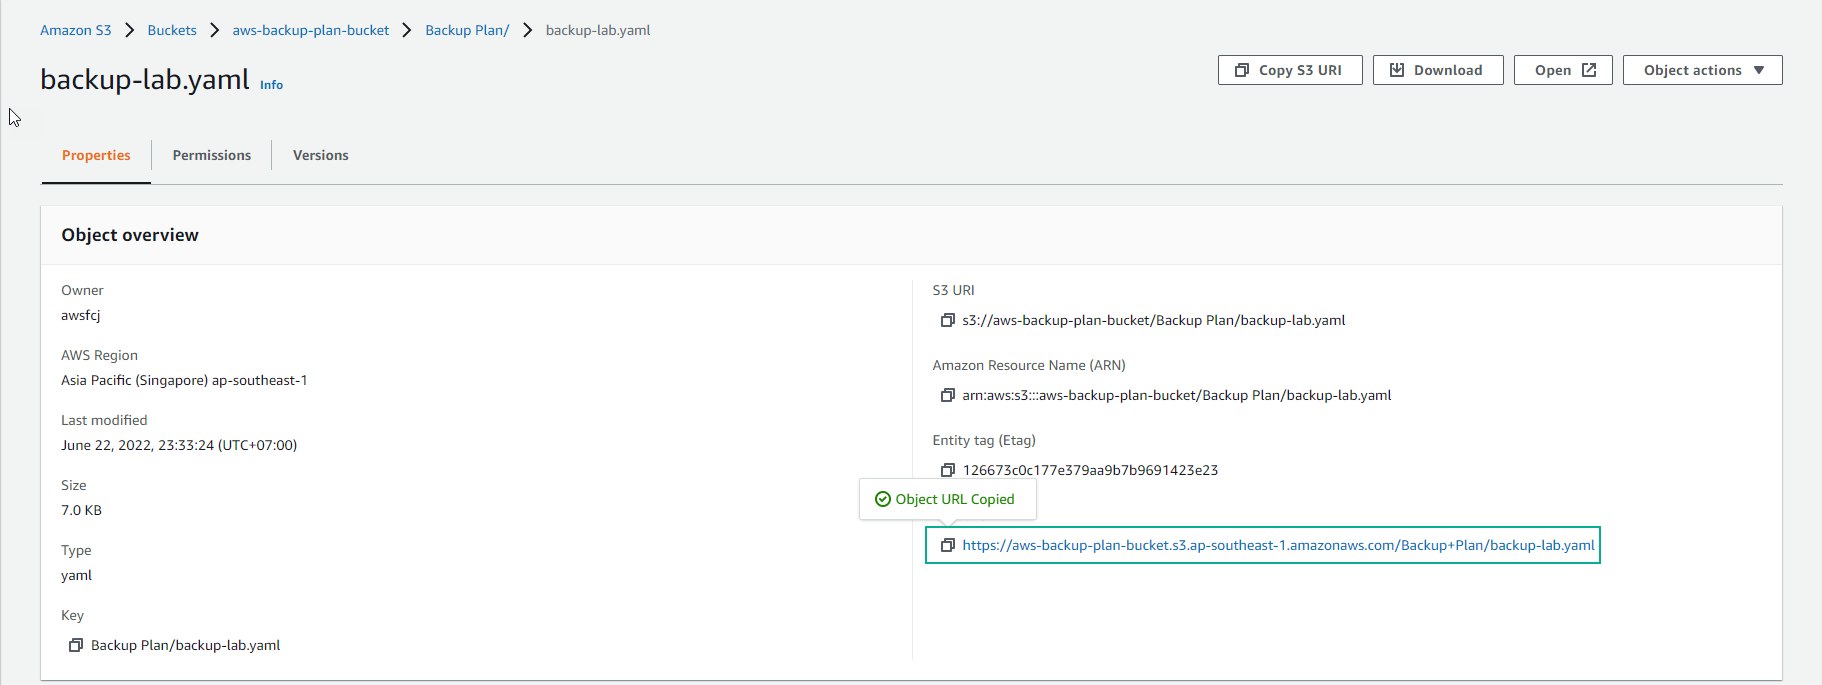 Amazon S3 > Buckets > aws-backup-plan-bucket > Backup Plan/ > backup-lab.yaml
backup-lab.yaml Info
Copy S3 URI Download Open Object actions
Properties Permissions Versions
Object overview
Owner
awsfcj
AWS Region
Asia Pacific (Singapore) ap-southeast-1
Last modified
June 22, 2022, 23:33:24 (UTC+07:00)
Size
7.0 KB
Type
yaml
Key
Backup Plan/backup-lab.yaml
S3 URI
s3://aws-backup-plan-bucket/Backup Plan/backup-lab.yaml
Amazon Resource Name (ARN)
arn:aws:s3:::aws-backup-plan-bucket/Backup Plan/backup-lab.yaml
Entity tag (Etag)
126673c0c177e379aa9b7b9691423e23
Object URL Copied
https://aws-backup-plan-bucket.s3.ap-southeast-1.amazonaws.com/Backup+Plan/backup-lab.yaml